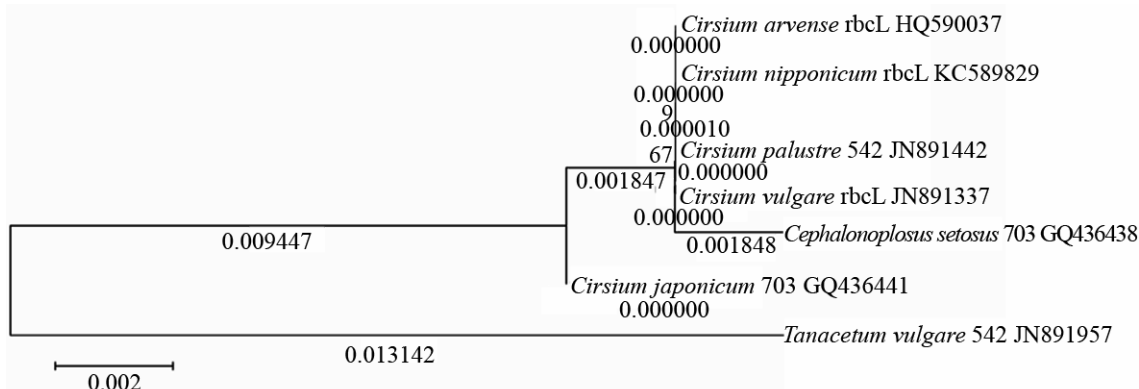 Cirsium arvense rbcL HQ590037
0.000000
Cirsium nipponicum rbcL KC589829
0.000000
9
0.000010
67
Cirsium palustre 542 JN891442
0.000000
0.001847
Cirsium vulgare rbcL JN891337
0.000000
Cephalonoplosus setosus 703 GQ436438
0.001848
0.009447
Cirsium japonicum 703 GQ436441
0.000000
Tanacetum vulgare 542 JN891957
0.013142
0.002